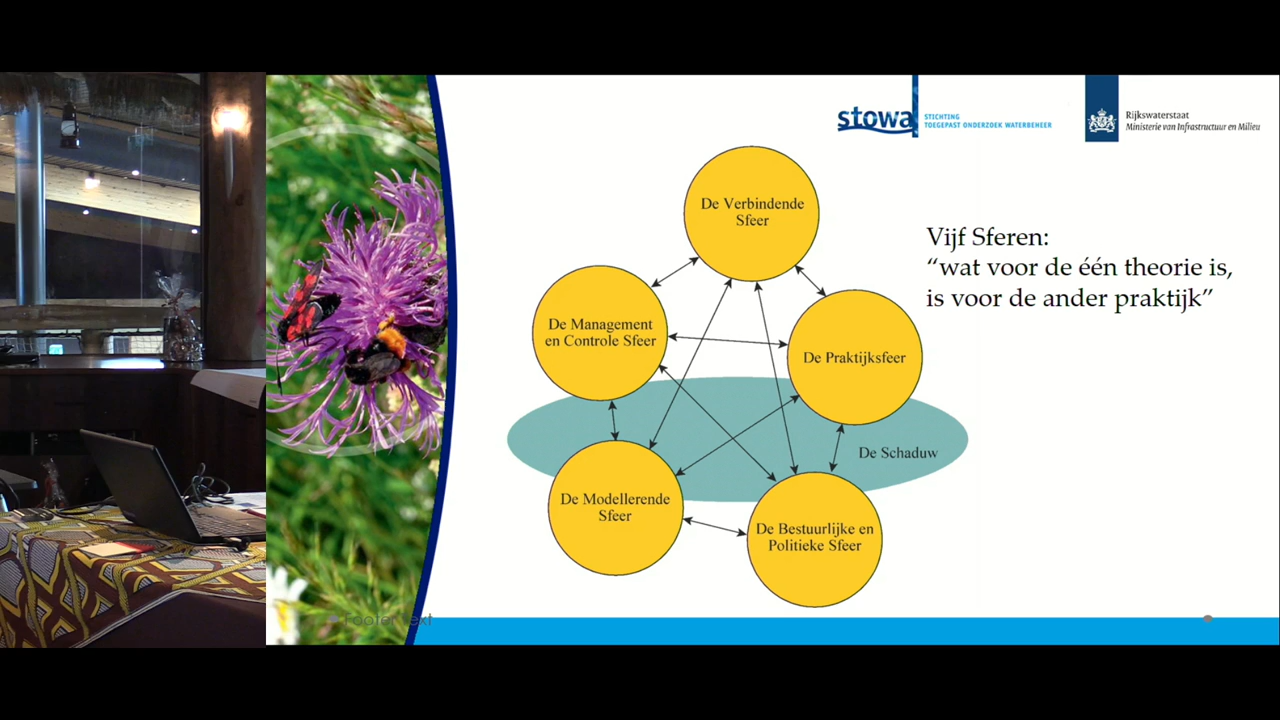 stowa
STICHTING
TOEGEPAST ONDERZOEK WATERBEHEER
Rijkswaterstaat
Ministerie van Infrastructuur en Milieu
De Verbindende
Sfeer
Vijf Sferen:
“wat voor de één theorie is,
is voor de ander praktijk”
De Management
en Controle Sfeer
De Praktijksfeer
De Schaduw
De Modellerende
Sfeer
De Bestuurlijke en
Politieke Sfeer
Footer Text